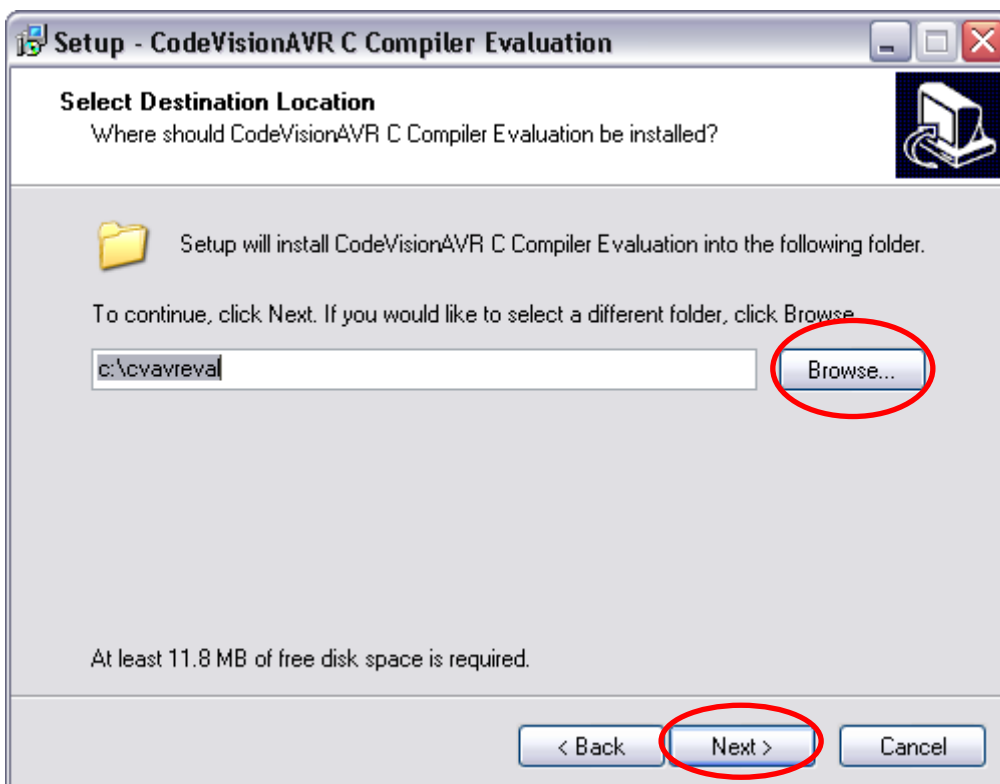 Setup - CodeVisionAVR C Compiler Evaluation
Select Destination Location
Where should CodeVisionAVR C Compiler Evaluation be installed?
Setup will install CodeVisionAVR C Compiler Evaluation into the following folder.
To continue, click Next. If you would like to select a different folder, click Browse.
c:\cvavreval
Browse...
At least 11.8 MB of free disk space is required.
< Back
Next >
Cancel